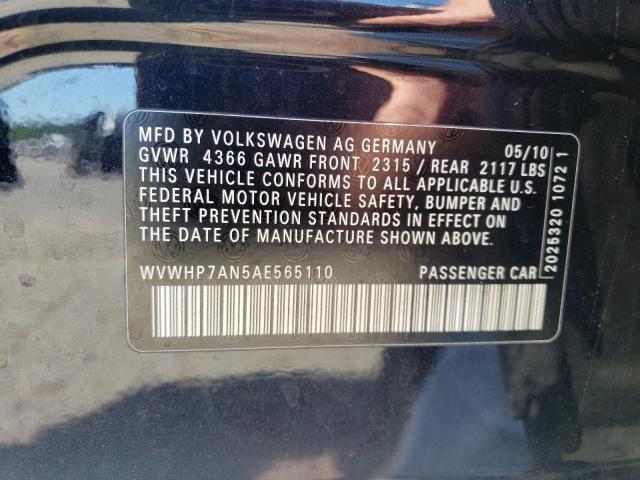 MFD BY VOLKSWAGEN AG GERMANY 05/10
GVWR 4366 GAWR FRONT 2315 / REAR 2117 LBS
THIS VEHICLE CONFORMS TO ALL APPLICABLE U.S.
FEDERAL MOTOR VEHICLE SAFETY, BUMPER AND
THEFT PREVENTION STANDARDS IN EFFECT ON
THE DATE OF MANUFACTURE SHOWN ABOVE.
WVWHP7AN5AE565110 PASSENGER CAR
2025320 1072 1